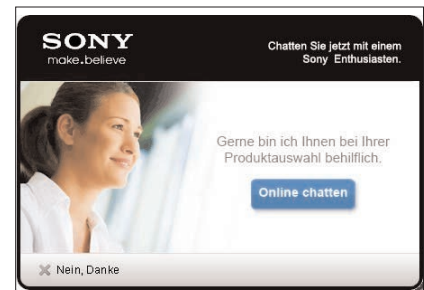 SONY
make.believe
Chatten Sie jetzt mit einem
Sony Enthusiasten.
Gerne bin ich Ihnen bei Ihrer
Produktauswahl behilflich.
Online chatten
Nein, Danke